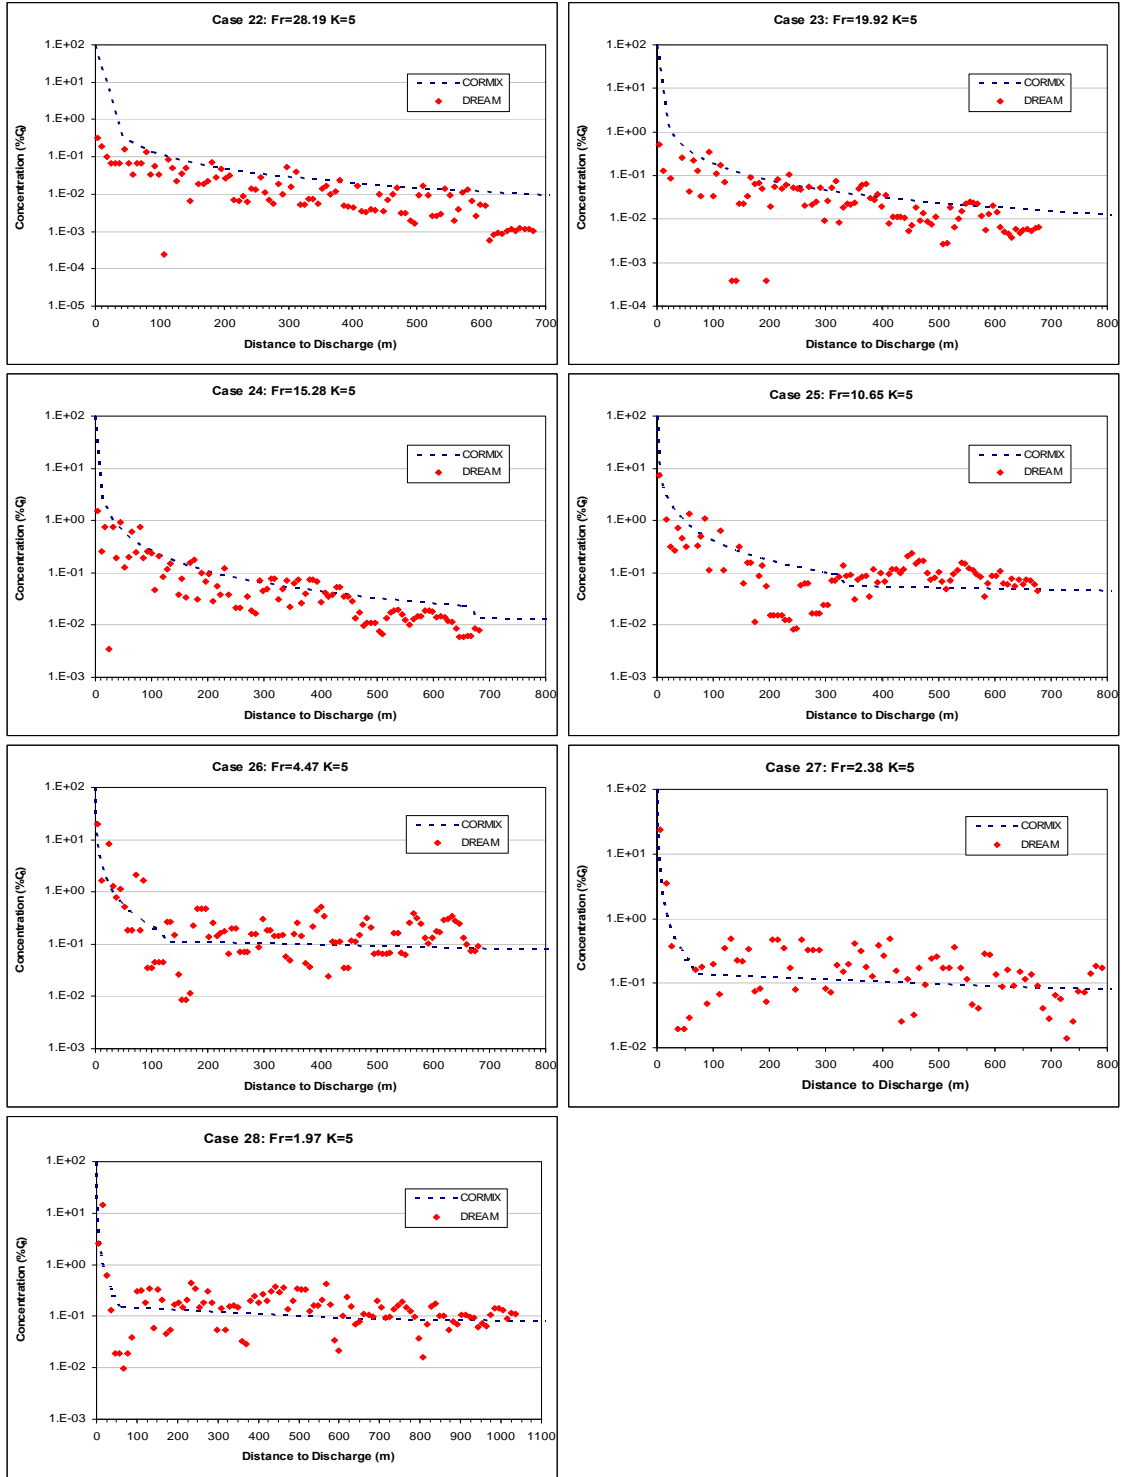 Case 22: Fr=28.19 K=5
1.E+02
1.E+01
1.E+00
1.E-01
1.E-02
1.E-03
1.E-04
1.E-05
Concentration (%C0)
CORMIX
DREAM
0 100 200 300 400 500 600 700
Distance to Discharge (m)
Case 23: Fr=19.92 K=5
1.E+02
1.E+01
1.E+00
1.E-01
1.E-02
1.E-03
1.E-04
Concentration (%C0)
CORMIX
DREAM
0 100 200 300 400 500 600 700 800
Distance to Discharge (m)
Case 24: Fr=15.28 K=5
1.E+02
1.E+01
1.E+00
1.E-01
1.E-02
1.E-03
Concentration (%C0)
CORMIX
DREAM
0 100 200 300 400 500 600 700 800
Distance to Discharge (m)
Case 25: Fr=10.65 K=5
1.E+02
1.E+01
1.E+00
1.E-01
1.E-02
1.E-03
Concentration (%C0)
CORMIX
DREAM
0 100 200 300 400 500 600 700 800
Distance to Discharge (m)
Case 26: Fr=4.47 K=5
1.E+02
1.E+01
1.E+00
1.E-01
1.E-02
1.E-03
Concentration (%C0)
CORMIX
DREAM
0 100 200 300 400 500 600 700 800
Distance to Discharge (m)
Case 27: Fr=2.38 K=5
1.E+02
1.E+01
1.E+00
1.E-01
1.E-02
Concentration (%C0)
CORMIX
DREAM
0 100 200 300 400 500 600 700 800
Distance to Discharge (m)
Case 28: Fr=1.97 K=5
1.E+02
1.E+01
1.E+00
1.E-01
1.E-02
1.E-03
Concentration (%C0)
CORMIX
DREAM
0 100 200 300 400 500 600 700 800 900 1000 1100
Distance to Discharge (m)